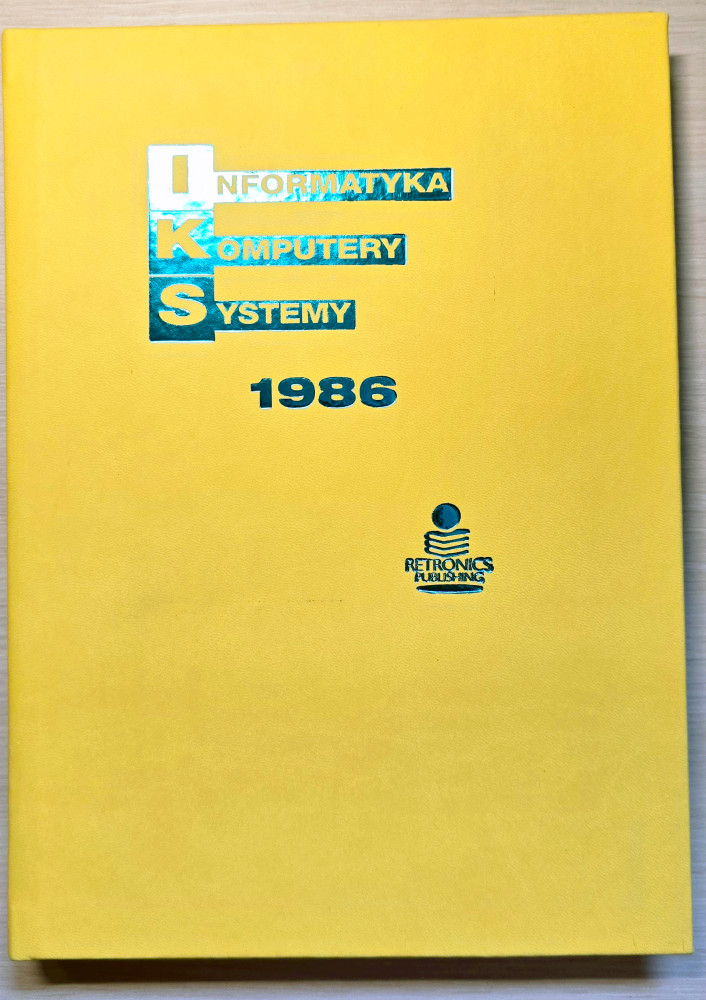 INFORMATYKA
KOMPUTERY
SYSTEMY
1986
RETRONICS
PUBLISHING